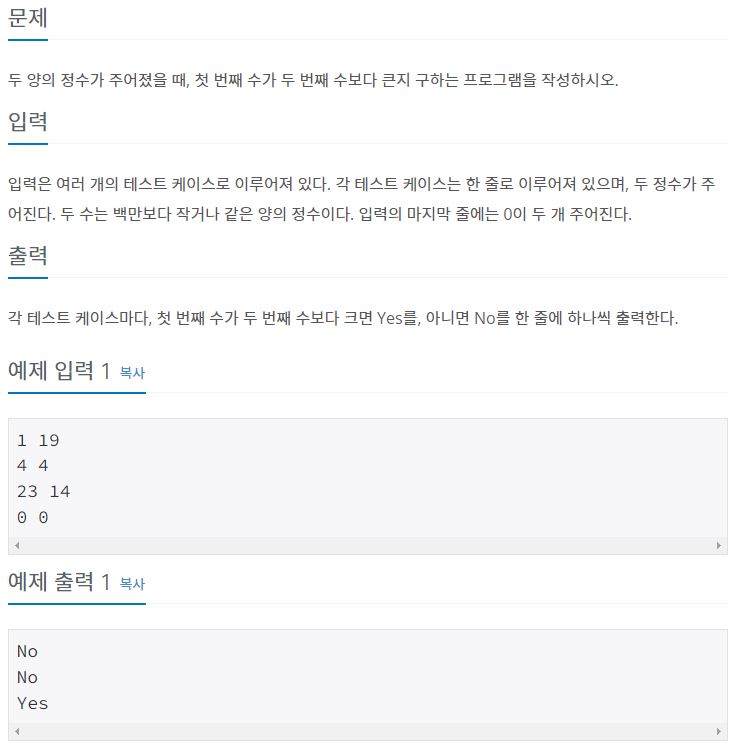 문제
두 양의 정수가 주어졌을 때, 첫 번째 수가 두 번째 수보다 큰지 구하는 프로그램을 작성하시오.
입력
입력은 여러 개의 테스트 케이스로 이루어져 있다. 각 테스트 케이스는 한 줄로 이루어져 있으며, 두 정수가 주
어진다. 두 수는 백만보다 작거나 같은 양의 정수이다. 입력의 마지막 줄에는 0이 두 개 주어진다.
출력
각 테스트 케이스마다, 첫 번째 수가 두 번째 수보다 크면 Yes를, 아니면 No를 한 줄에 하나씩 출력한다.
예제 입력 1 복사
1 19
4 4
23 14
0 0
예제 출력 1 복사
No
No
Yes